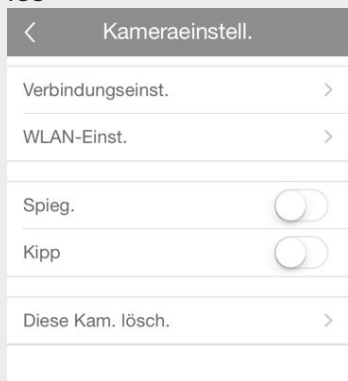 Kameraeinstell.
Verbindungseinst.
WLAN-Einst.
Spieg.
Kipp
Diese Kam. lösch.